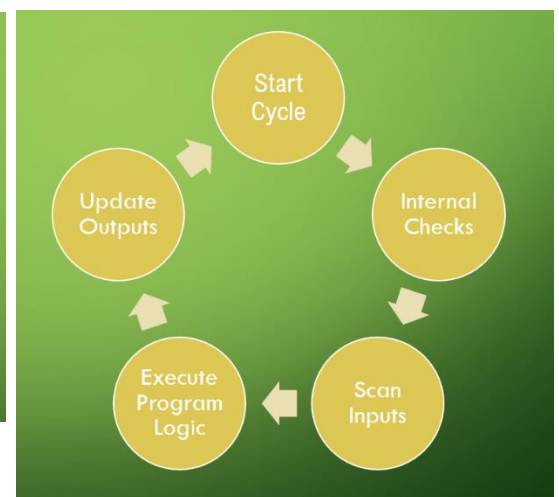 Start
Cycle
Internal
Checks
Scan
Inputs
Execute
Program
Logic
Update
Outputs